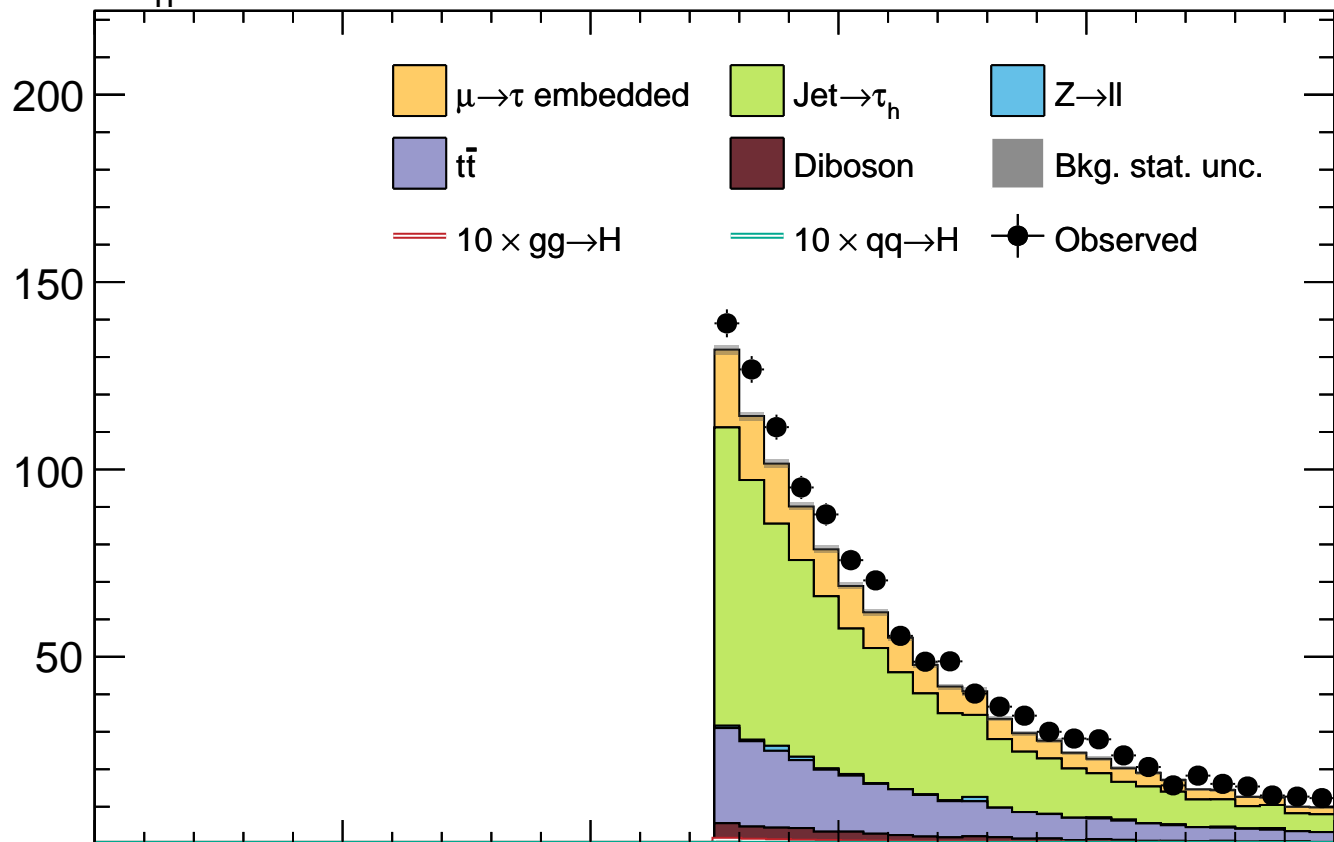 H
200
μ→τ embedded Jet→τh Z→ll
tt̄ Diboson Bkg. stat. unc.
10 × gg→H 10 × qq→H Observed
150
100
50